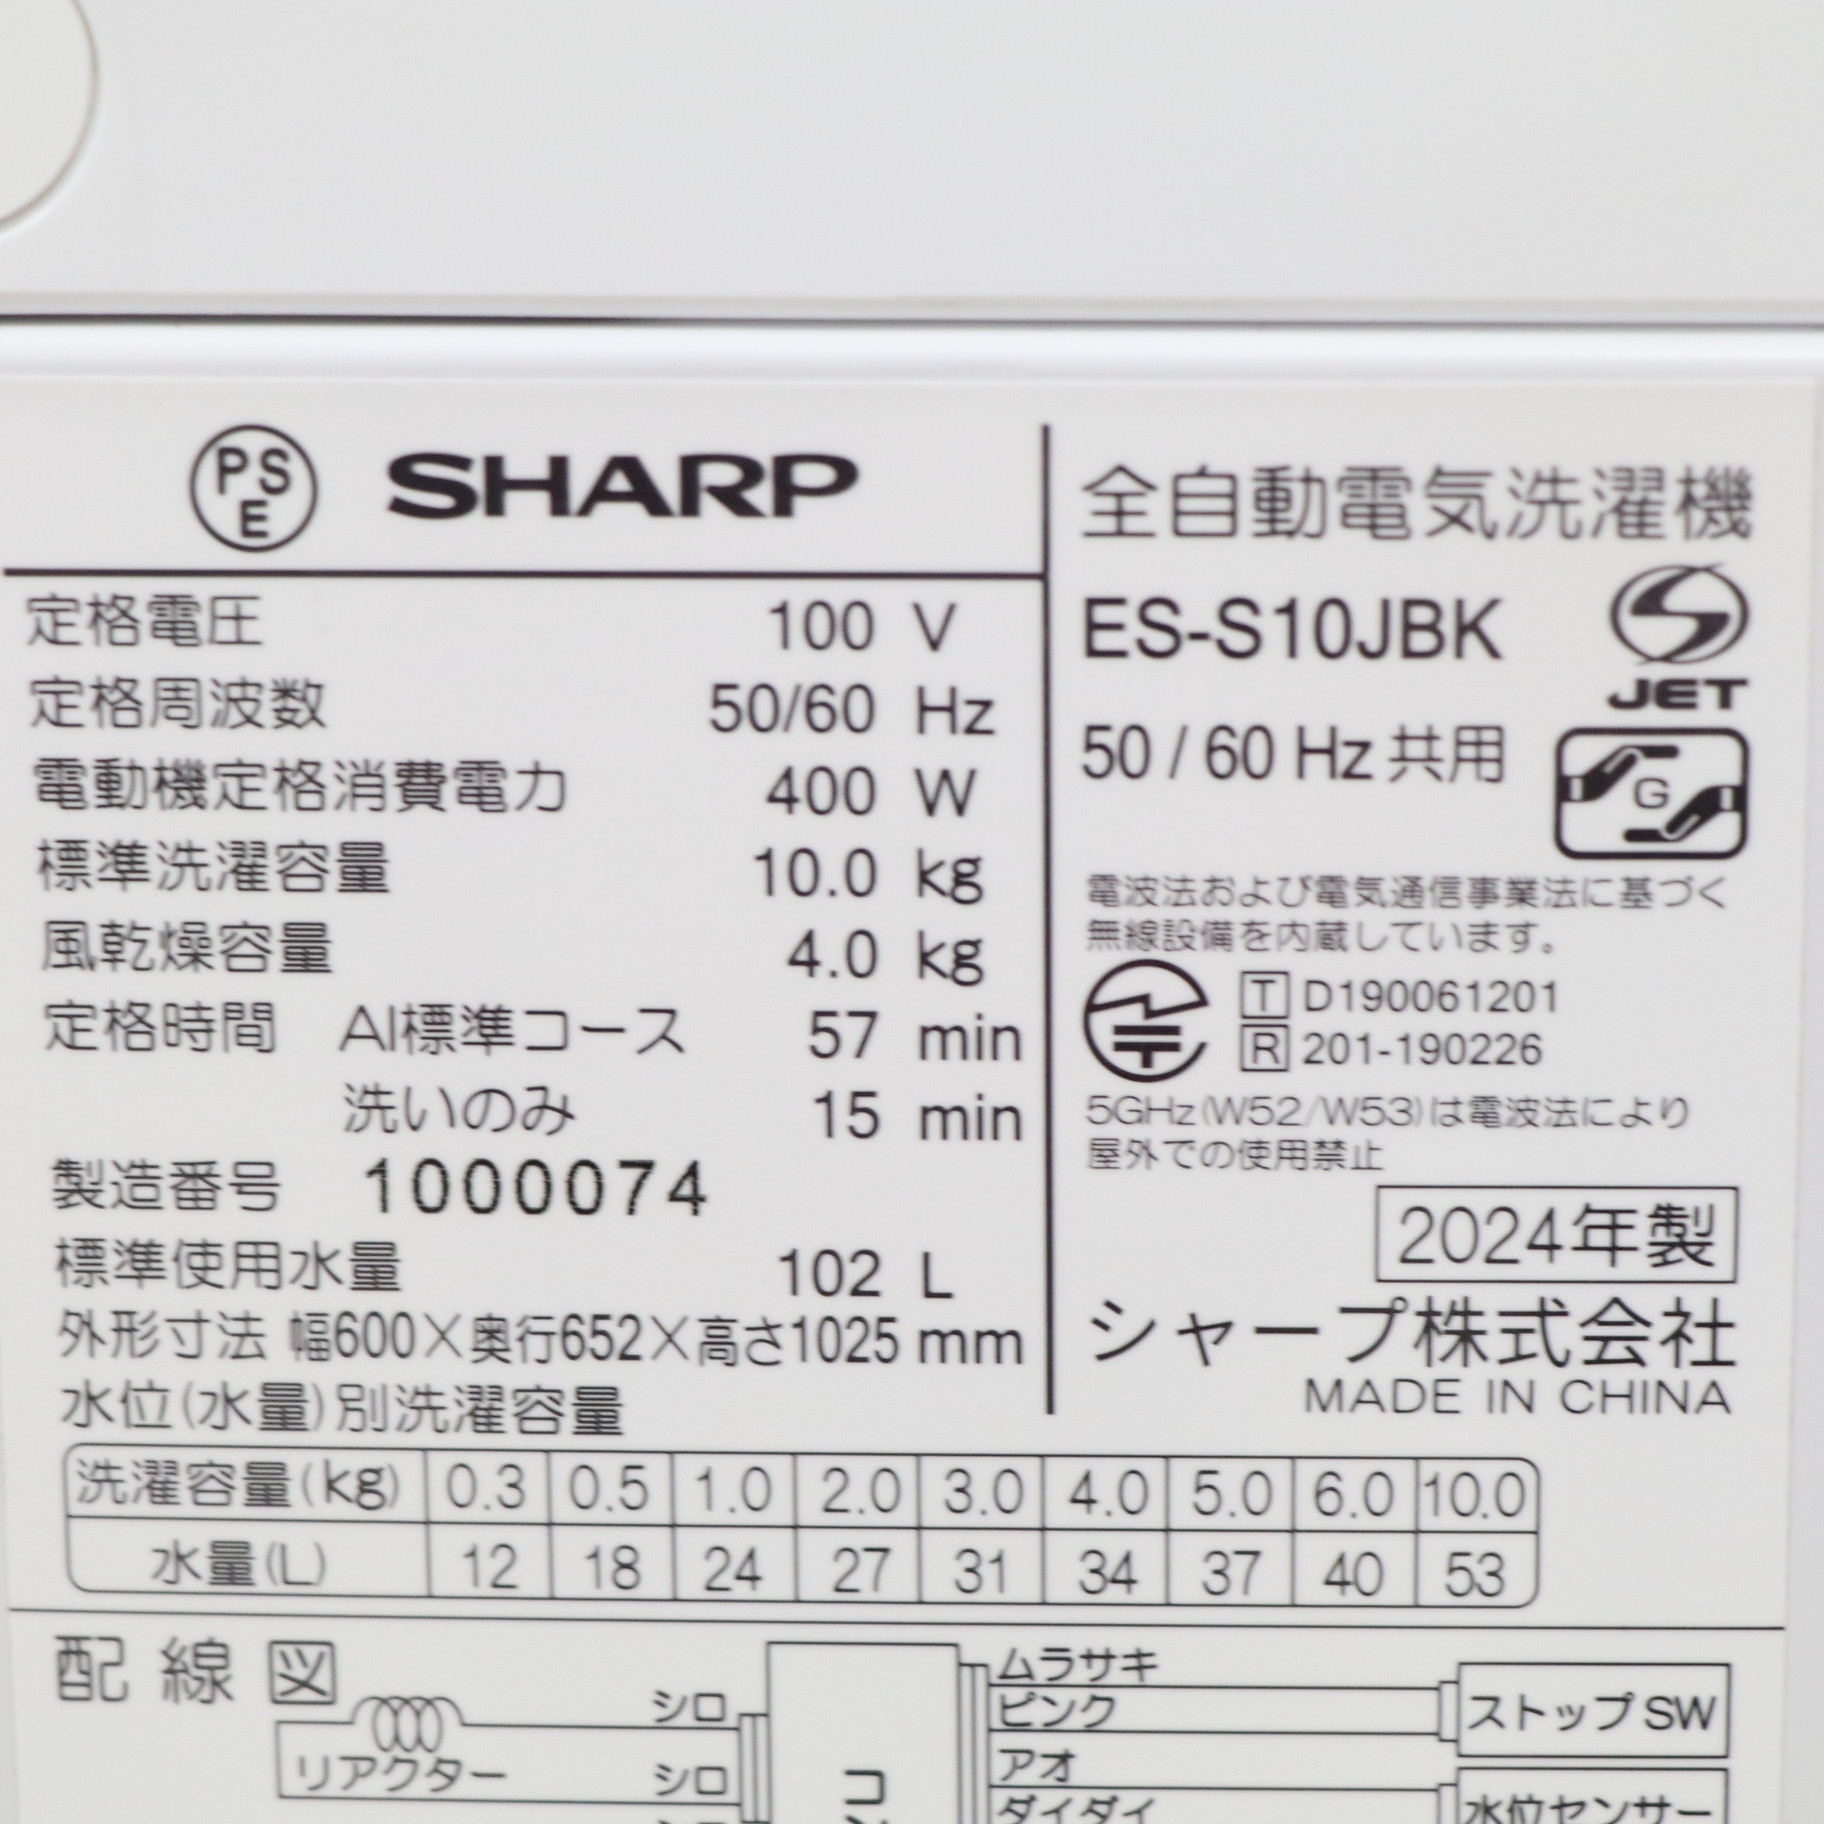 PSE SHARP
定格電圧 100 V
定格周波数 50/60 Hz
電動機定格消費電力 400 W
標準洗濯容量 10.0 kg
風乾燥容量 4.0 kg
定格時間 AI標準コース 57 min
洗いのみ 15 min
製造番号 1000074
標準使用水量 102 L
外形寸法 幅600×奥行652×高さ1025 mm
全自動電気洗濯機
ES-S10JBK
JET
50 / 60 Hz 共用
G
電波法および電気通信事業法に基づく
無線設備を内蔵しています。
T D190061201
R 201-190226
5GHz(W52/W53)は電波法により
屋外での使用禁止
2024年製
シャープ株式会社
MADE IN CHINA
水位(水量)別洗濯容量
洗濯容量(kg) 0.3 0.5 1.0 2.0 3.0 4.0 5.0 6.0 10.0
水量(L) 12 18 24 27 31 34 37 40 53
配線図
リアクター
シロ
シロ
コ
ムラサキ
ピンク
アオ
ダイダイ
ストップSW
水位センサー